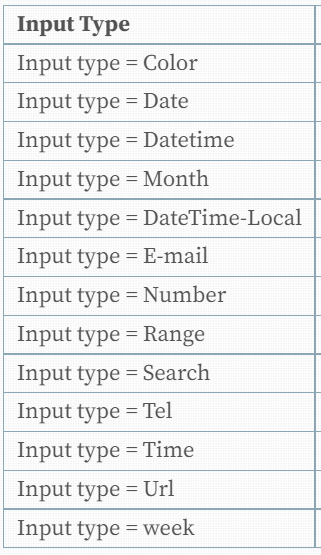 Input Type
Input type = Color
Input type = Date
Input type = Datetime
Input type = Month
Input type = DateTime-Local
Input type = E-mail
Input type = Number
Input type = Range
Input type = Search
Input type = Tel
Input type = Time
Input type = Url
Input type = week